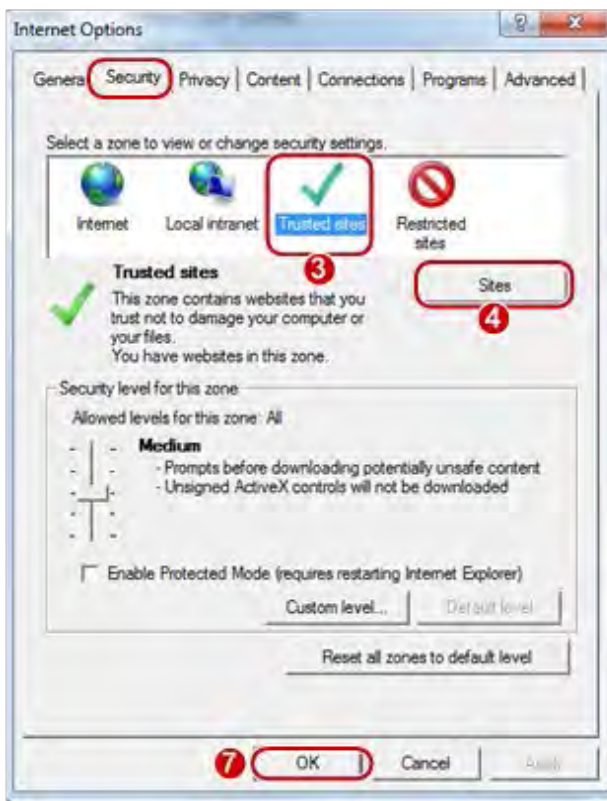 Internet Options
General Security Privacy Content Connections Programs Advanced
Select a zone to view or change security settings.
Internet Local intranet Trusted sites Restricted sites
3
Trusted sites
This zone contains websites that you
trust not to damage your computer or
your files.
You have websites in this zone.
Sites
4
Security level for this zone
Allowed levels for this zone: All
Medium
- Prompts before downloading potentially unsafe content
- Unsigned ActiveX controls will not be downloaded
Enable Protected Mode (requires restarting Internet Explorer)
Custom level... Default level
Reset all zones to default level
7 OK Cancel Apply